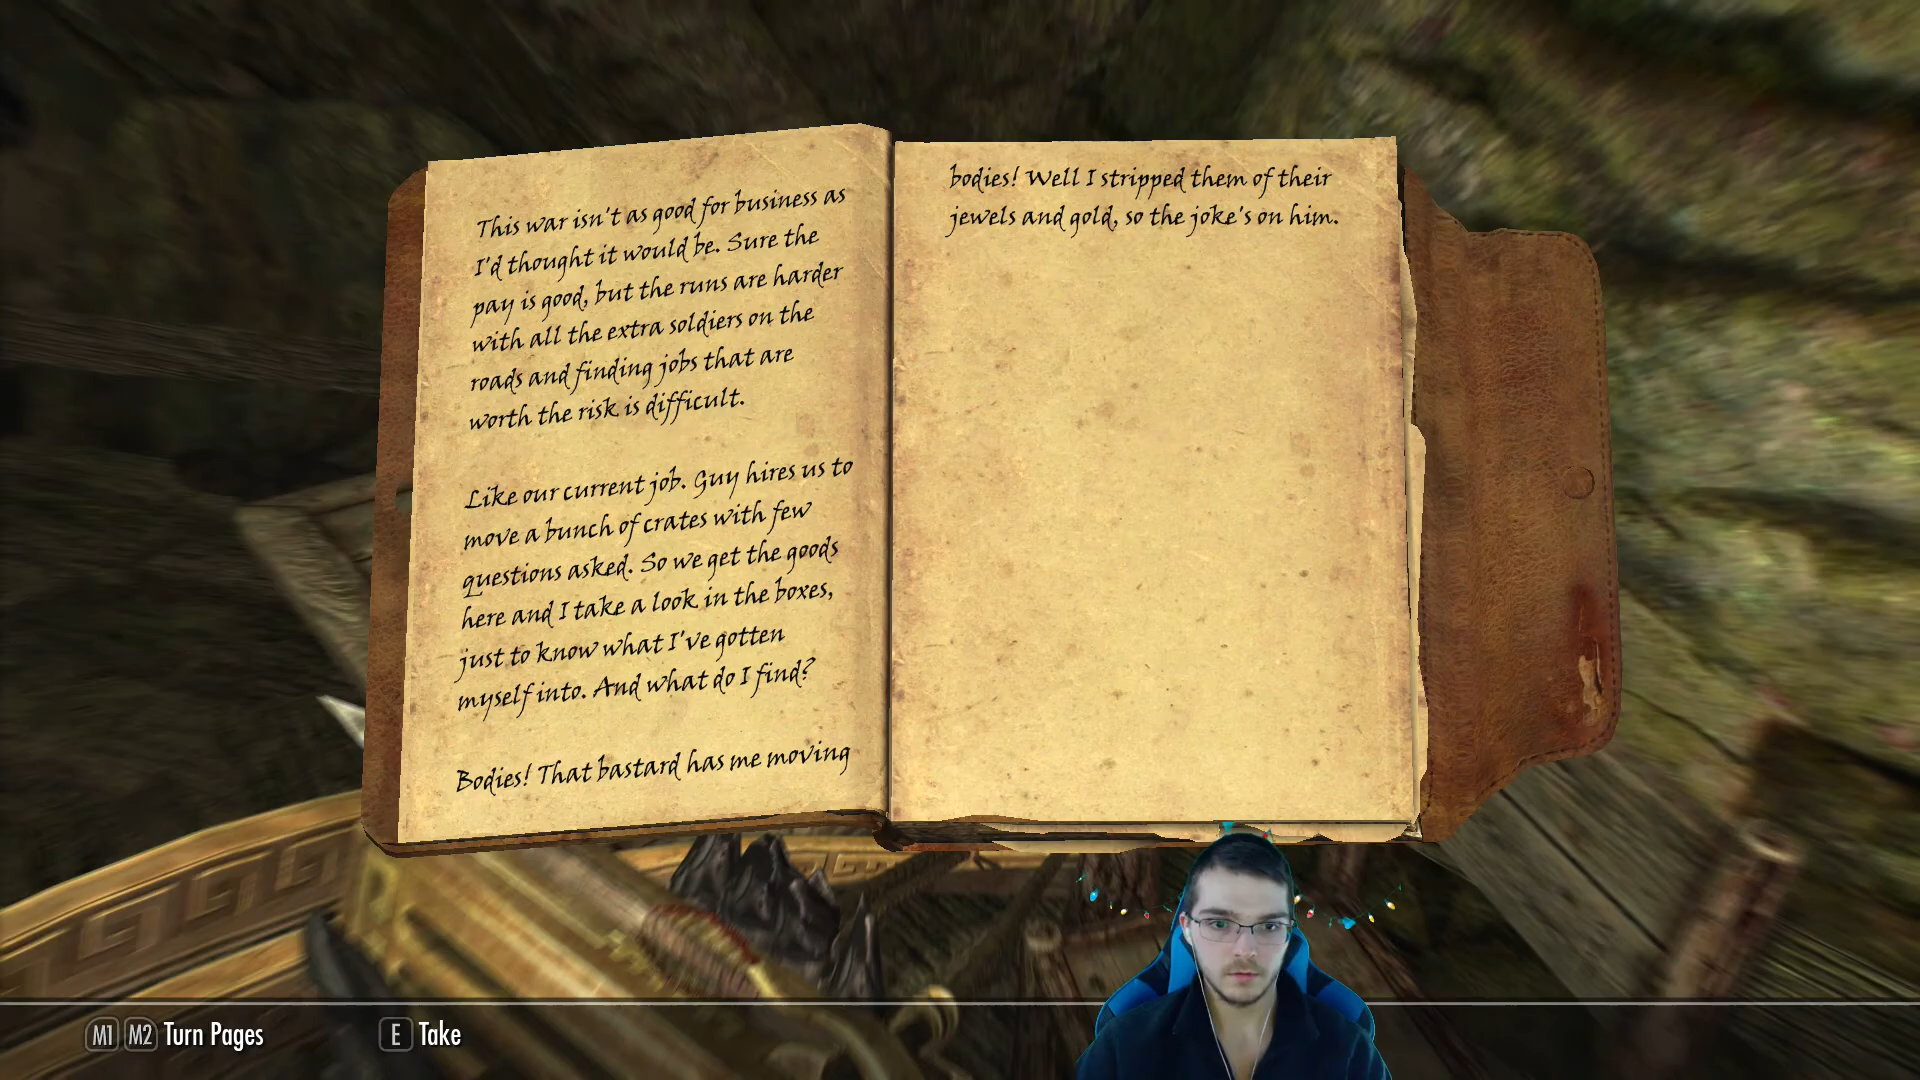 This war isn't as good for business as
I'd thought it would be. Sure the
pay is good, but the runs are harder
with all the extra soldiers on the
roads and finding jobs that are
worth the risk is difficult.
Like our current job. Guy hires us to
move a bunch of crates with few
questions asked. So we get the goods
here and I take a look in the boxes,
just to know what I've gotten
myself into. And what do I find?
Bodies! That bastard has me moving
bodies! Well I stripped them of their
jewels and gold, so the joke's on him.
M1 M2 Turn Pages
E Take